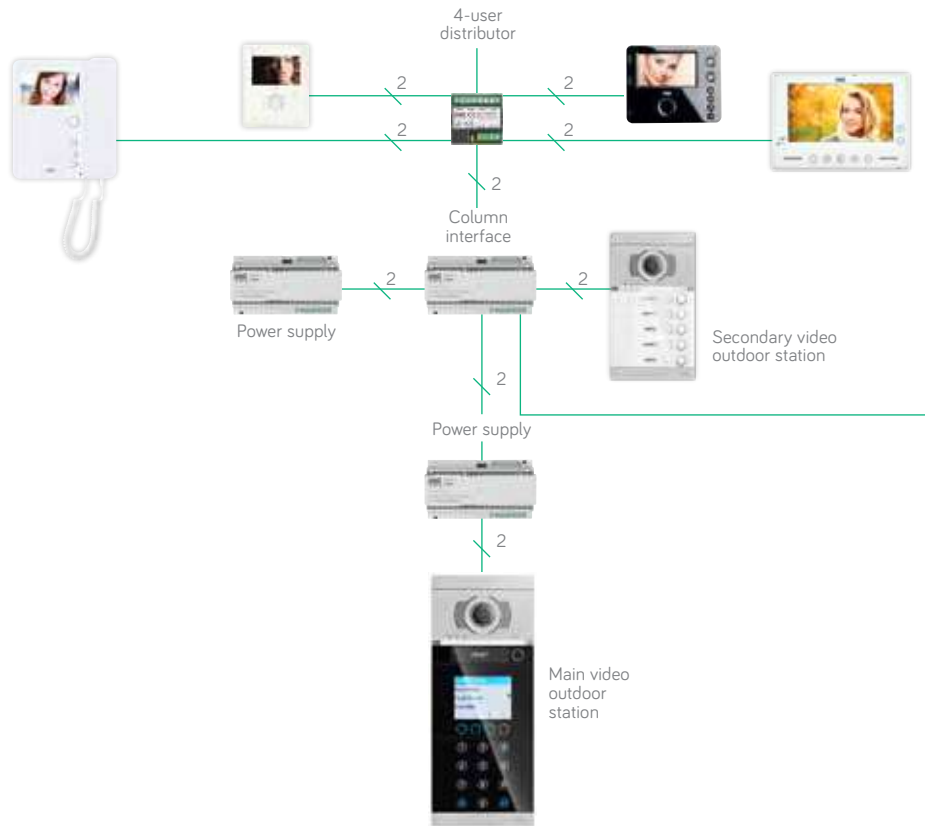 4-user
distributor
2
2
2
2
2
Column
interface
2
2
Power supply
Secondary video
outdoor station
2
Power supply
2
Main video
outdoor
station